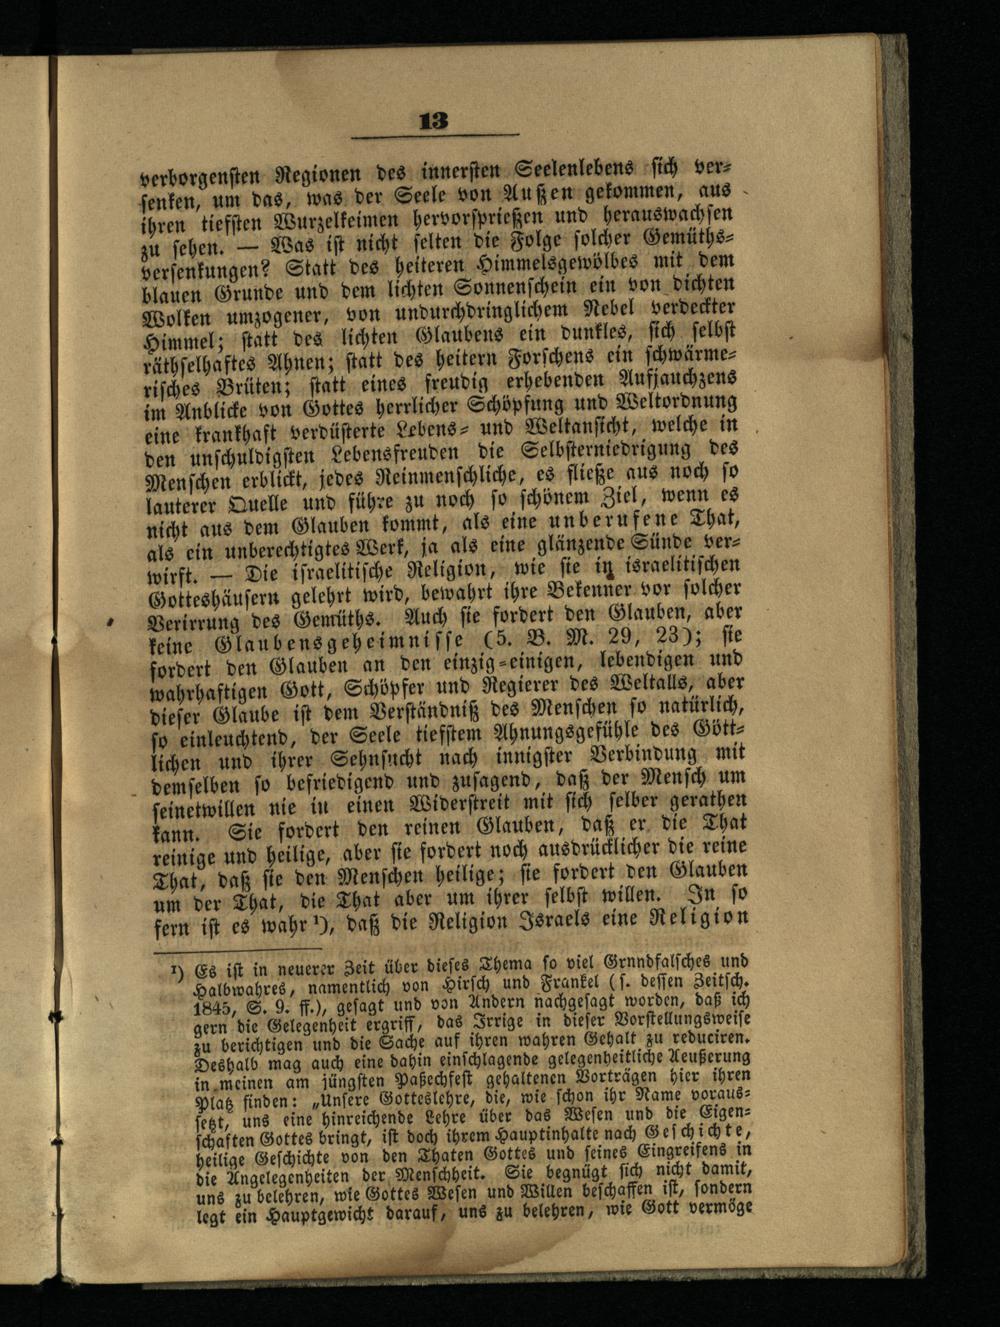 13
verborgensten Regionen des innersten Seelenlebens sich ver-
senken, um das, was der Seele von Außen gekommen, aus
ihren tiefsten Wurzelkeimen hervorsprießen und herauswachsen
zu sehen. — Was ist nicht selten die Folge solcher Gemüths-
versenkungen? Statt des heiteren Himmelsgewölbes mit dem
blauen Grunde und dem lichten Sonnenschein ein von dichten
Wolken umzogener, von undurchdringlichem Nebel verdeckter
Himmel; statt des lichten Glaubens ein dunkles, sich selbst
räthselhaftes Ahnen; statt des heitern Forschens ein schwärme-
risches Brüten; statt eines freudig erhebenden Aufjauchzens
im Anblicke von Gottes herrlicher Schöpfung und Weltordnung
eine krankhaft verdüsterte Lebens- und Weltansicht, welche in
den unschuldigsten Lebensfreuden die Selbsterniedrigung des
Menschen erblickt, jedes Reinmenschliche, es fließe aus noch so
lauterer Quelle und führe zu noch so schönem Ziel, wenn es
nicht aus dem Glauben kommt, als eine unberufene That,
als ein unberechtigtes Werk, ja als eine glänzende Sünde ver-
wirft. — Die israelitische Religion, wie sie in israelitischen
Gotteshäusern gelehrt wird, bewahrt ihre Bekenner vor solcher
Verirrung des Gemüths. Auch sie fordert den Glauben, aber
keine Glaubensgeheimnisse (5. B. M. 29, 23); sie
fordert den Glauben an den einzig-einigen, lebendigen und
wahrhaftigen Gott, Schöpfer und Regierer des Weltalls, aber
dieser Glaube ist dem Verständniß des Menschen so natürlich,
so einleuchtend, der Seele tiefstem Ahnungsgefühle des Gött-
lichen und ihrer Sehnsucht nach innigster Verbindung mit
demselben so befriedigend und zusagend, daß der Mensch um
seinetwillen nie in einen Widerstreit mit sich selber gerathen
kann. Sie fordert den reinen Glauben, daß er die That
reinige und heilige, aber sie fordert noch ausdrücklicher die reine
That, daß sie den Menschen heilige; sie fordert den Glauben
um der That, die That aber um ihrer selbst willen. In so
fern ist es wahr ¹), daß die Religion Israels eine Religion
¹) Es ist in neuerer Zeit über dieses Thema so viel Grnndfalsches und
Halbwahres, namentlich von Hirsch und Frankel (s. dessen Zeitsch.
1845, S. 9. ff.), gesagt und von Andern nachgesagt worden, daß ich
gern die Gelegenheit ergriff, das Irrige in dieser Vorstellungsweise
zu berichtigen und die Sache auf ihren wahren Gehalt zu reduciren.
Deshalb mag auch eine dahin einschlagende gelegenheitliche Aeußerung
in meinen am jüngsten Paßechfest gehaltenen Vorträgen hier ihren
Platz finden: „Unsere Gotteslehre, die, wie schon ihr Name voraus-
setzt, uns eine hinreichende Lehre über das Wesen und die Eigen-
schaften Gottes bringt, ist doch ihrem Hauptinhalte nach Geschichte,
heilige Geschichte von den Thaten Gottes und seines Eingreifens in
die Angelegenheiten der Menschheit. Sie begnügt sich nicht damit,
uns zu belehren, wie Gottes Wesen und Willen beschaffen ist, sondern
legt ein Hauptgewicht darauf, uns zu belehren, wie Gott vermöge